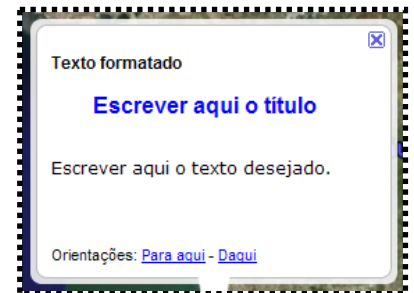 Texto formatado
Escrever aqui o título
Escrever aqui o texto desejado.
Orientações: Para aqui - Daqui